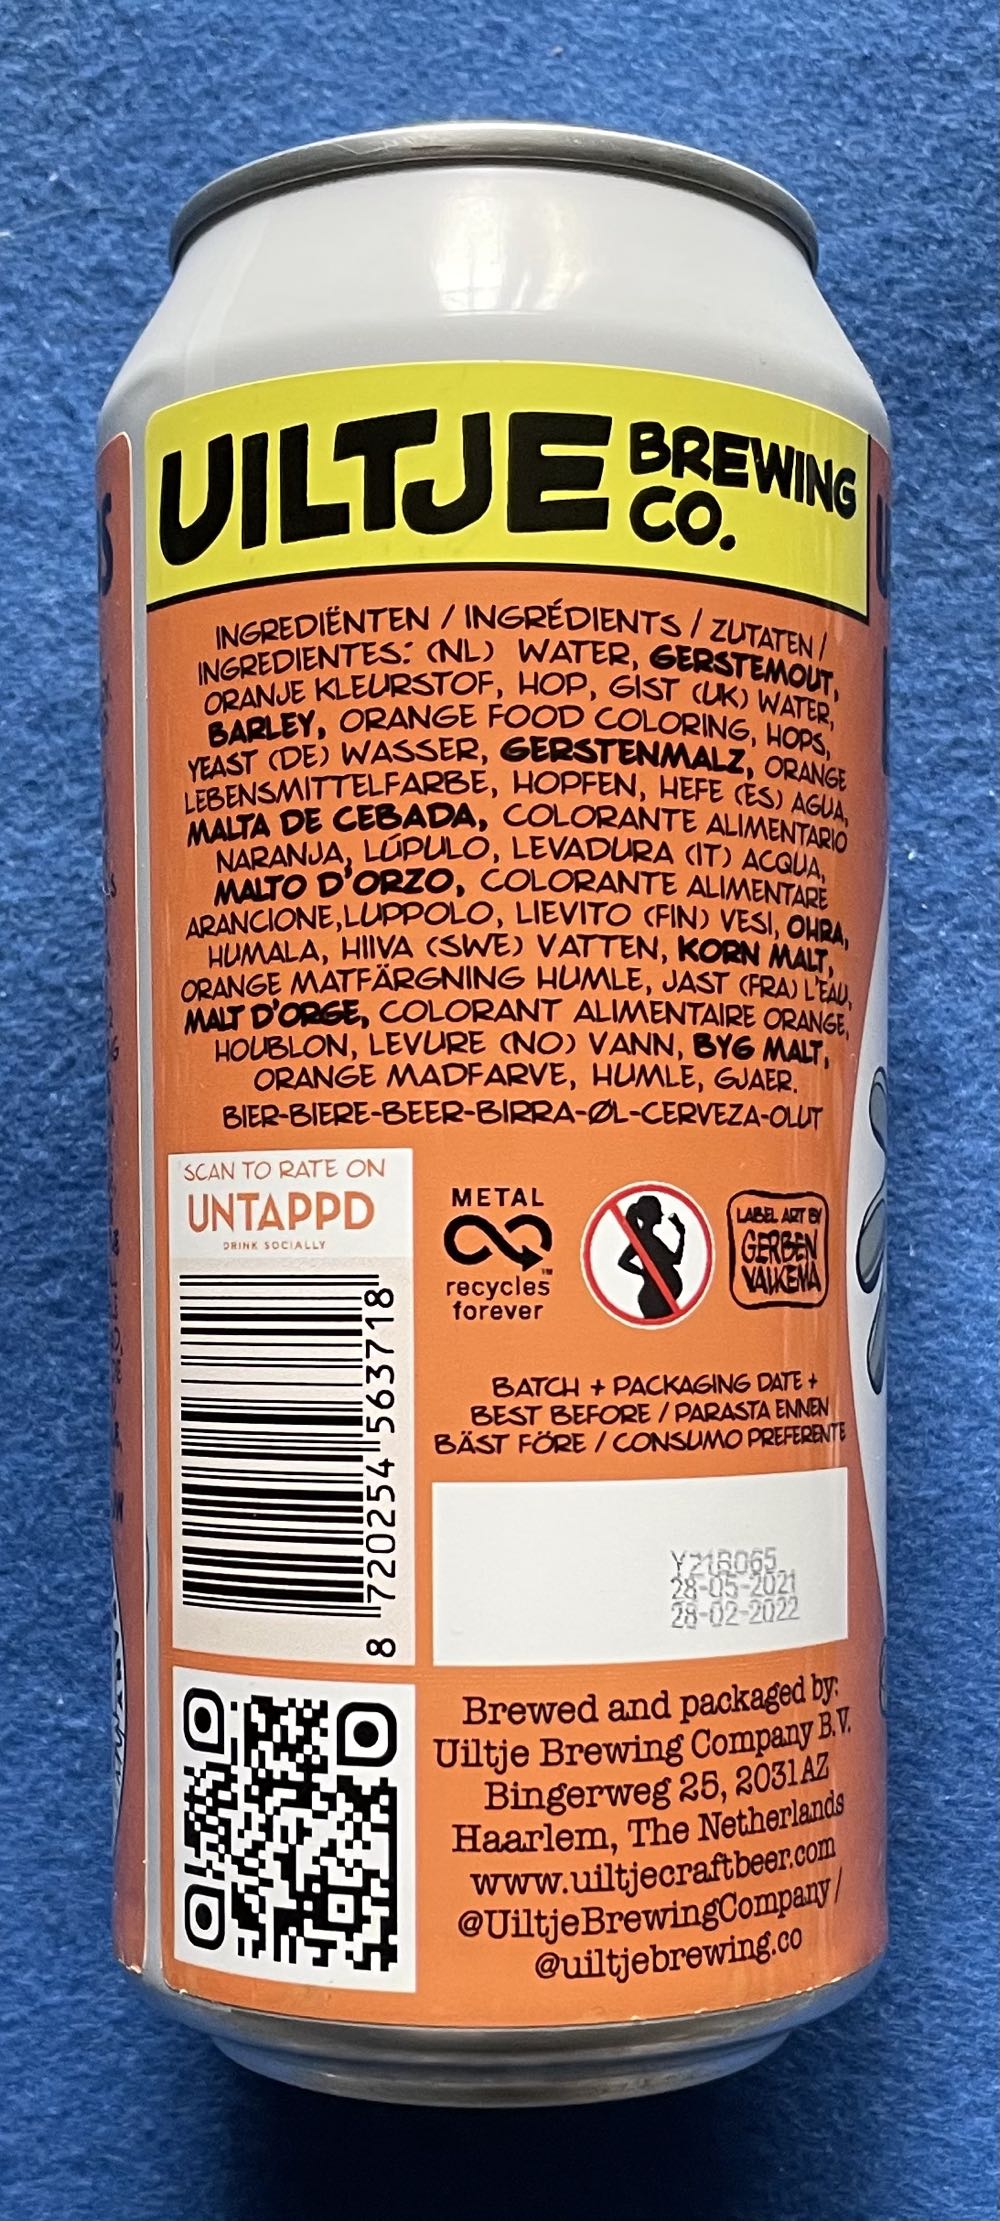 UILTJE BREWING CO.
INGREDIËNTEN / INGRÉDIENTS / ZUTATEN /
INGREDIENTES: (NL) WATER, GERSTEMOUT,
ORANJE KLEURSTOF, HOP, GIST (UK) WATER,
BARLEY, ORANGE FOOD COLORING, HOPS,
YEAST (DE) WASSER, GERSTENMALZ, ORANGE
LEBENSMITTELFARBE, HOPFEN, HEFE (ES) AGUA,
MALTA DE CEBADA, COLORANTE ALIMENTARIO
NARANJA, LÚPULO, LEVADURA (IT) ACQUA,
MALTO D'ORZO, COLORANTE ALIMENTARE
ARANCIONE,LUPPOLO, LIEVITO (FIN) VESI, OHRA,
HUMALA, HIIVA (SWE) VATTEN, KORN MALT,
ORANGE MATFÄRGNING HUMLE, JAST (FRA) L'EAU,
MALT D'ORGE, COLORANT ALIMENTAIRE ORANGE,
HOUBLON, LEVURE (NO) VANN, BYG MALT,
ORANGE MADFARVE, HUMLE, GJAER.
BIER-BIERE-BEER-BIRRA-ØL-CERVEZA-OLUT
SCAN TO RATE ON
UNTAPPD
DRINK SOCIALLY
8 720254 563718
METAL
recycles
forever
LABEL ART BY
GERBEN
VALKEMA
BATCH + PACKAGING DATE +
BEST BEFORE / PARASTA ENNEN
BÄST FÖRE / CONSUMO PREFERENTE
Y21B065
28-05-2021
28-02-2022
Brewed and packaged by:
Uiltje Brewing Company B.V.
Bingerweg 25, 2031AZ
Haarlem, The Netherlands
www.uiltjecraftbeer.com
@UiltjeBrewingCompany /
@uiltjebrewing.co